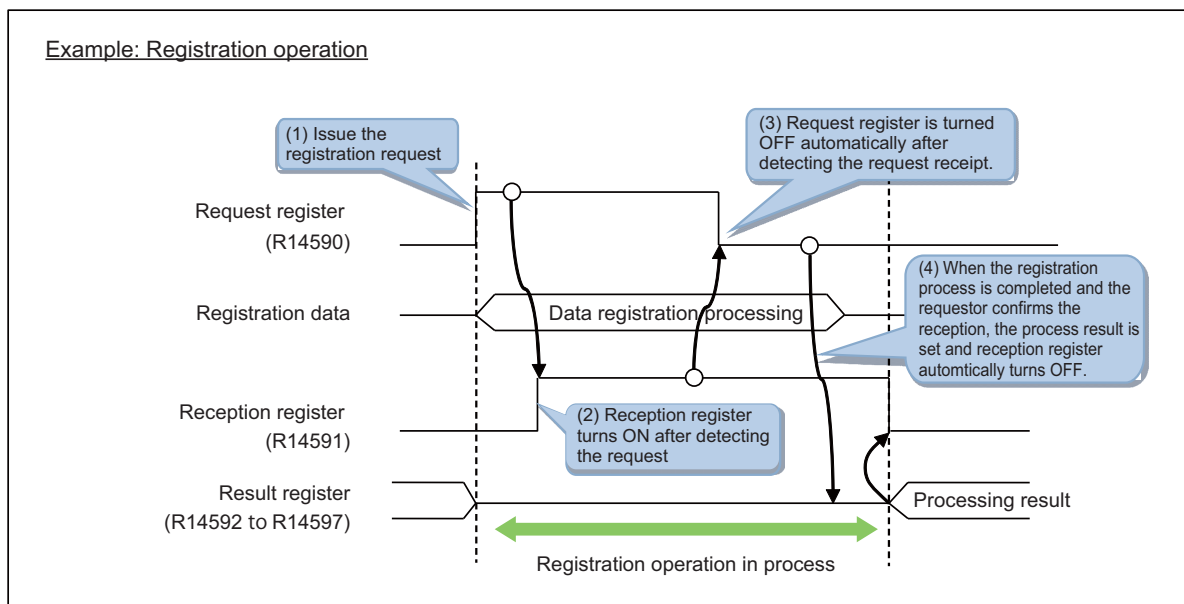 Example: Registration operation
(1) Issue the
registration request
(3) Request register is turned
OFF automatically after
detecting the request receipt.
Request register
(R14590)
(4) When the registration
process is completed and the
requestor confirms the
reception, the process result is
set and reception register
automtically turns OFF.
Registration data
Data registration processing
Reception register
(R14591)
(2) Reception register
turns ON after detecting
the request
Result register
(R14592 to R14597)
Processing result
Registration operation in process